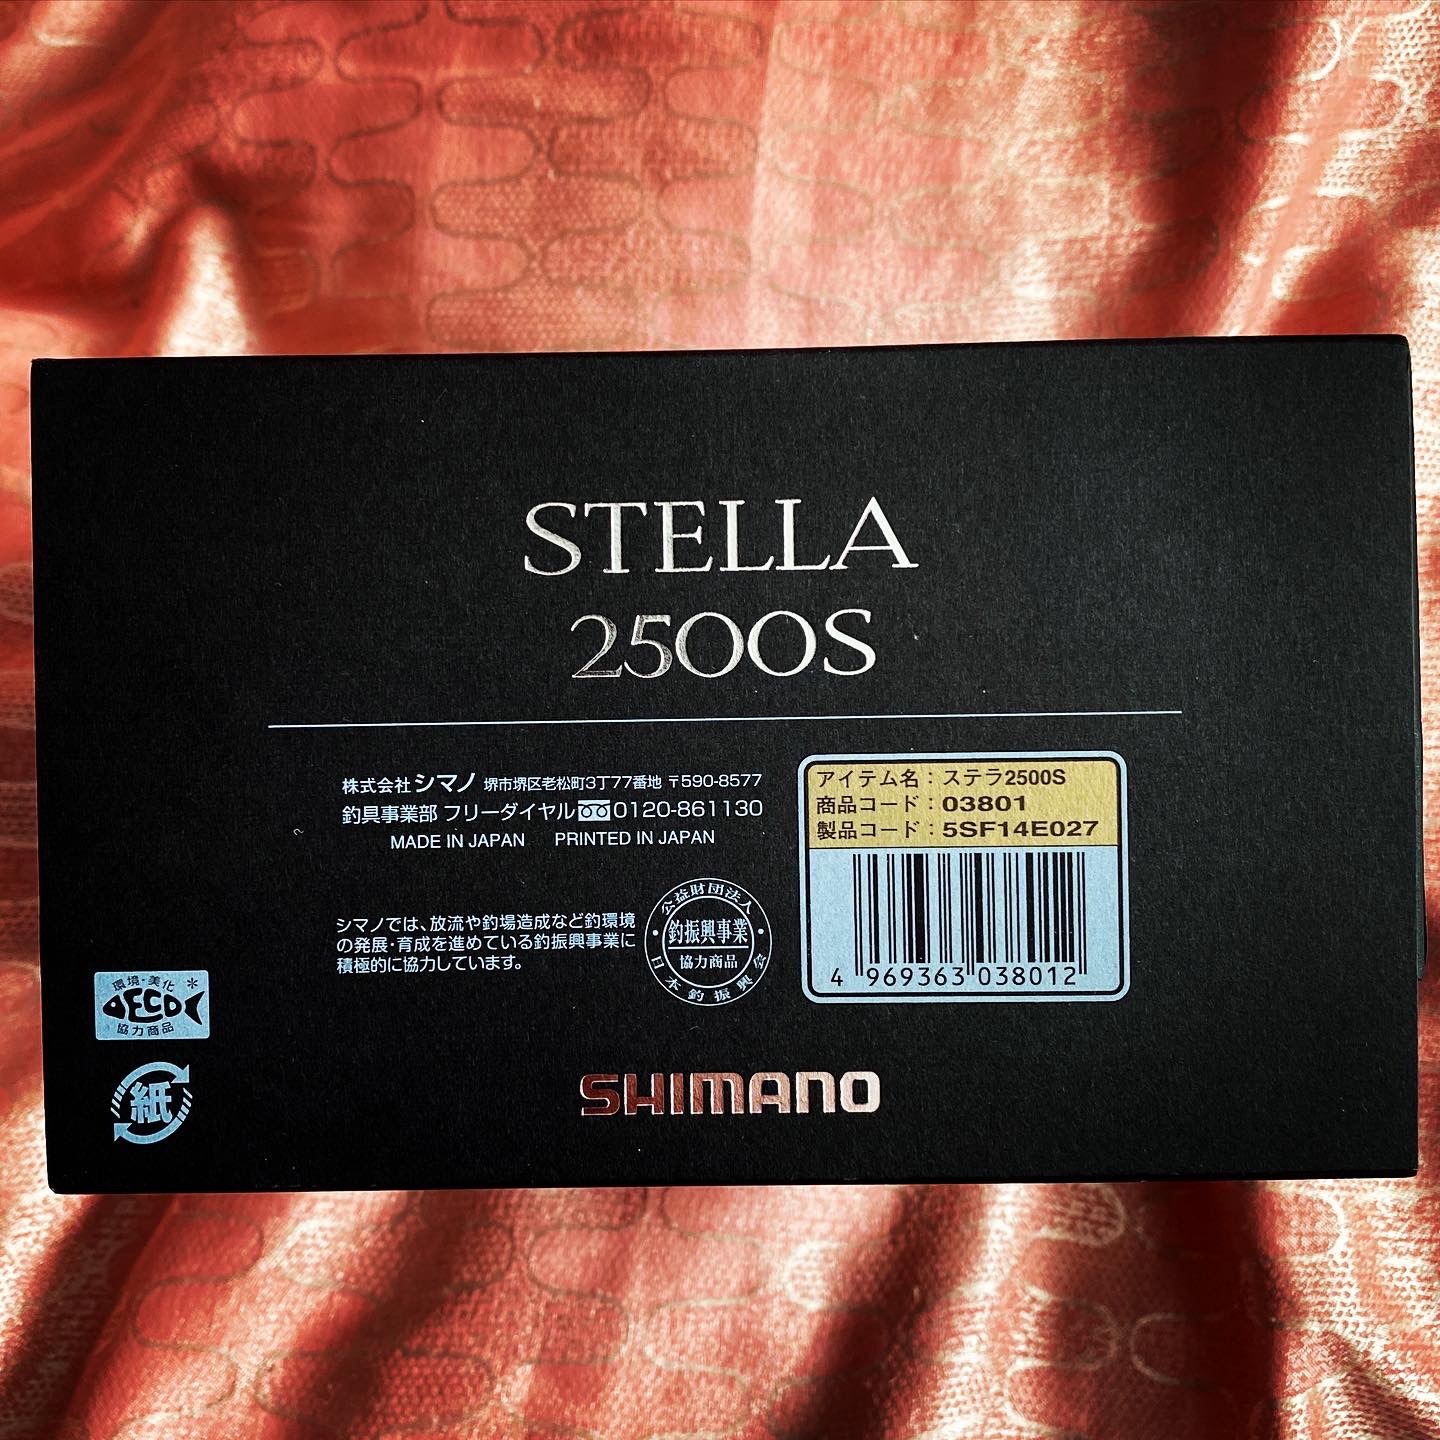 STELLA
2500S
株式会社 シマノ 堺市堺区老松町3丁77番地 〒590-8577
釣具事業部 フリーダイヤル 0120-861130
MADE IN JAPAN PRINTED IN JAPAN
アイテム名：ステラ2500S
商品コード：03801
製品コード：5SF14E027
4 969363 038012
シマノでは、放流や釣場造成など釣環境
の発展・育成を進めている釣振興事業に
積極的に協力しています。
公益財団法人
釣振興事業
協力商品
日本釣振興会
環境・美化
DECO
協力商品
紙
SHIMANO